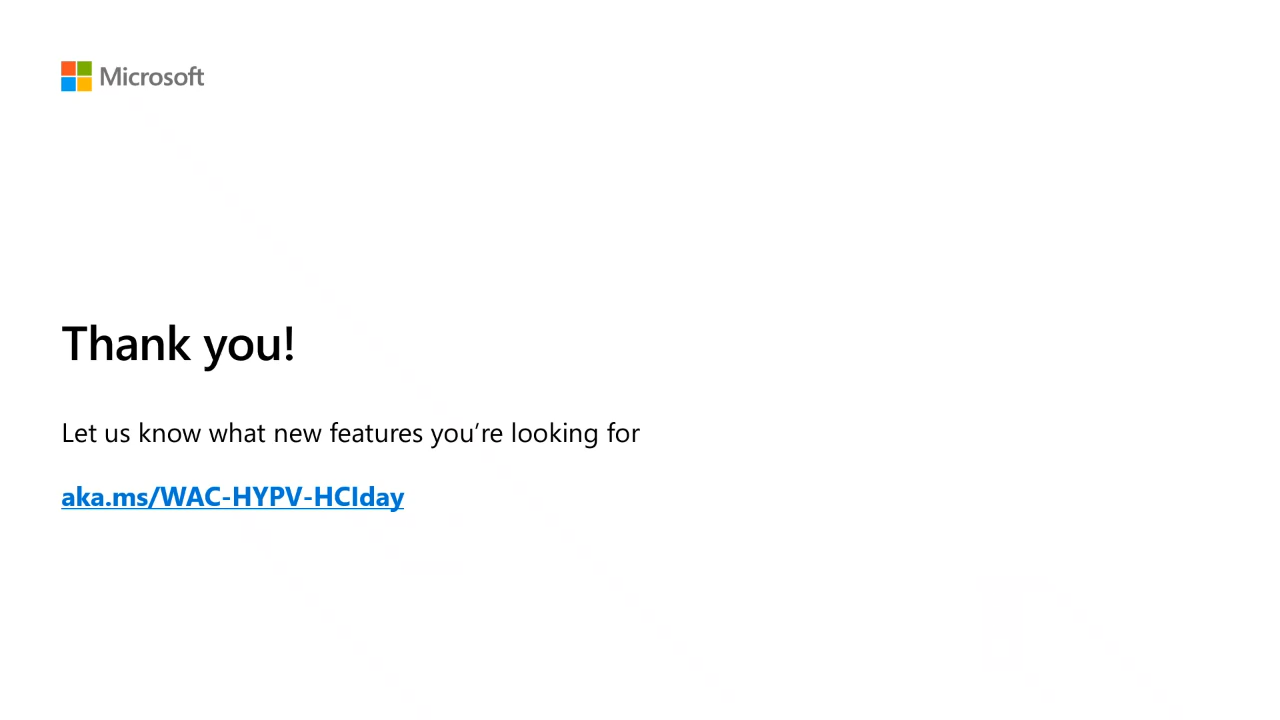 Microsoft
Thank you!
Let us know what new features you’re looking for
aka.ms/WAC-HYPV-HCIday